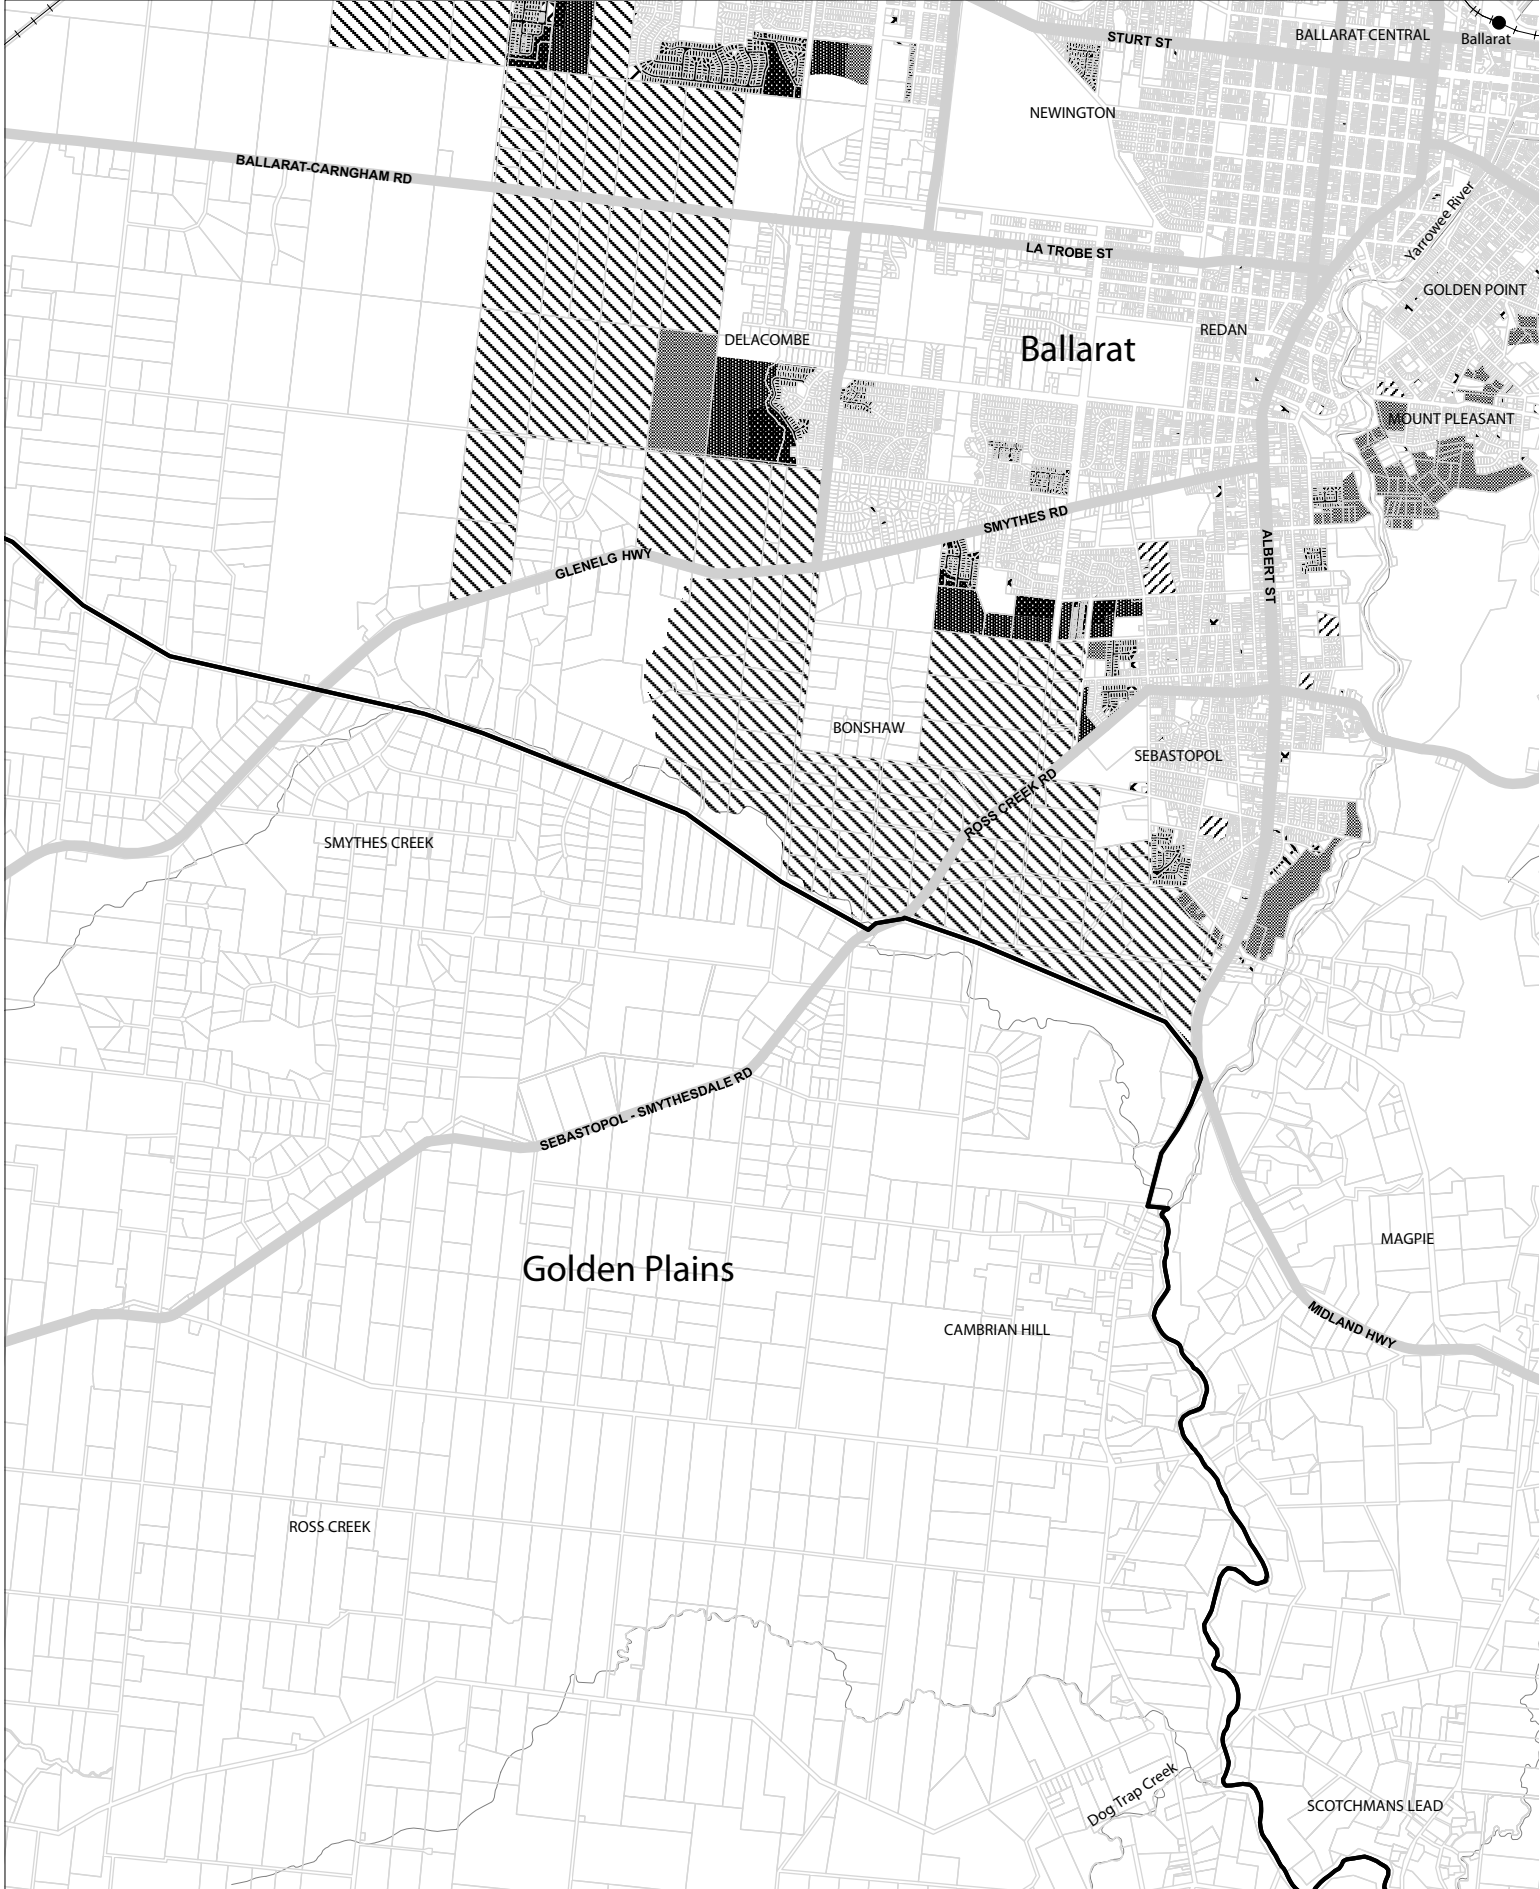 STURT ST
BALLARAT CENTRAL
Ballarat
NEWINGTON
BALLARAT-CARNGHAM RD
Yarrowee River
LA TROBE ST
GOLDEN POINT
DELACOMBE
REDAN
Ballarat
MOUNT PLEASANT
SMYTHES RD
GLENELG HWY
ALBERT ST
BONSHAW
SEBASTOPOL
ROSS CREEK RD
SMYTHES CREEK
SEBASTOPOL - SMYTHESDALE RD
MAGPIE
Golden Plains
CAMBRIAN HILL
MIDLAND HWY
ROSS CREEK
Dog Trap Creek
SCOTCHMANS LEAD